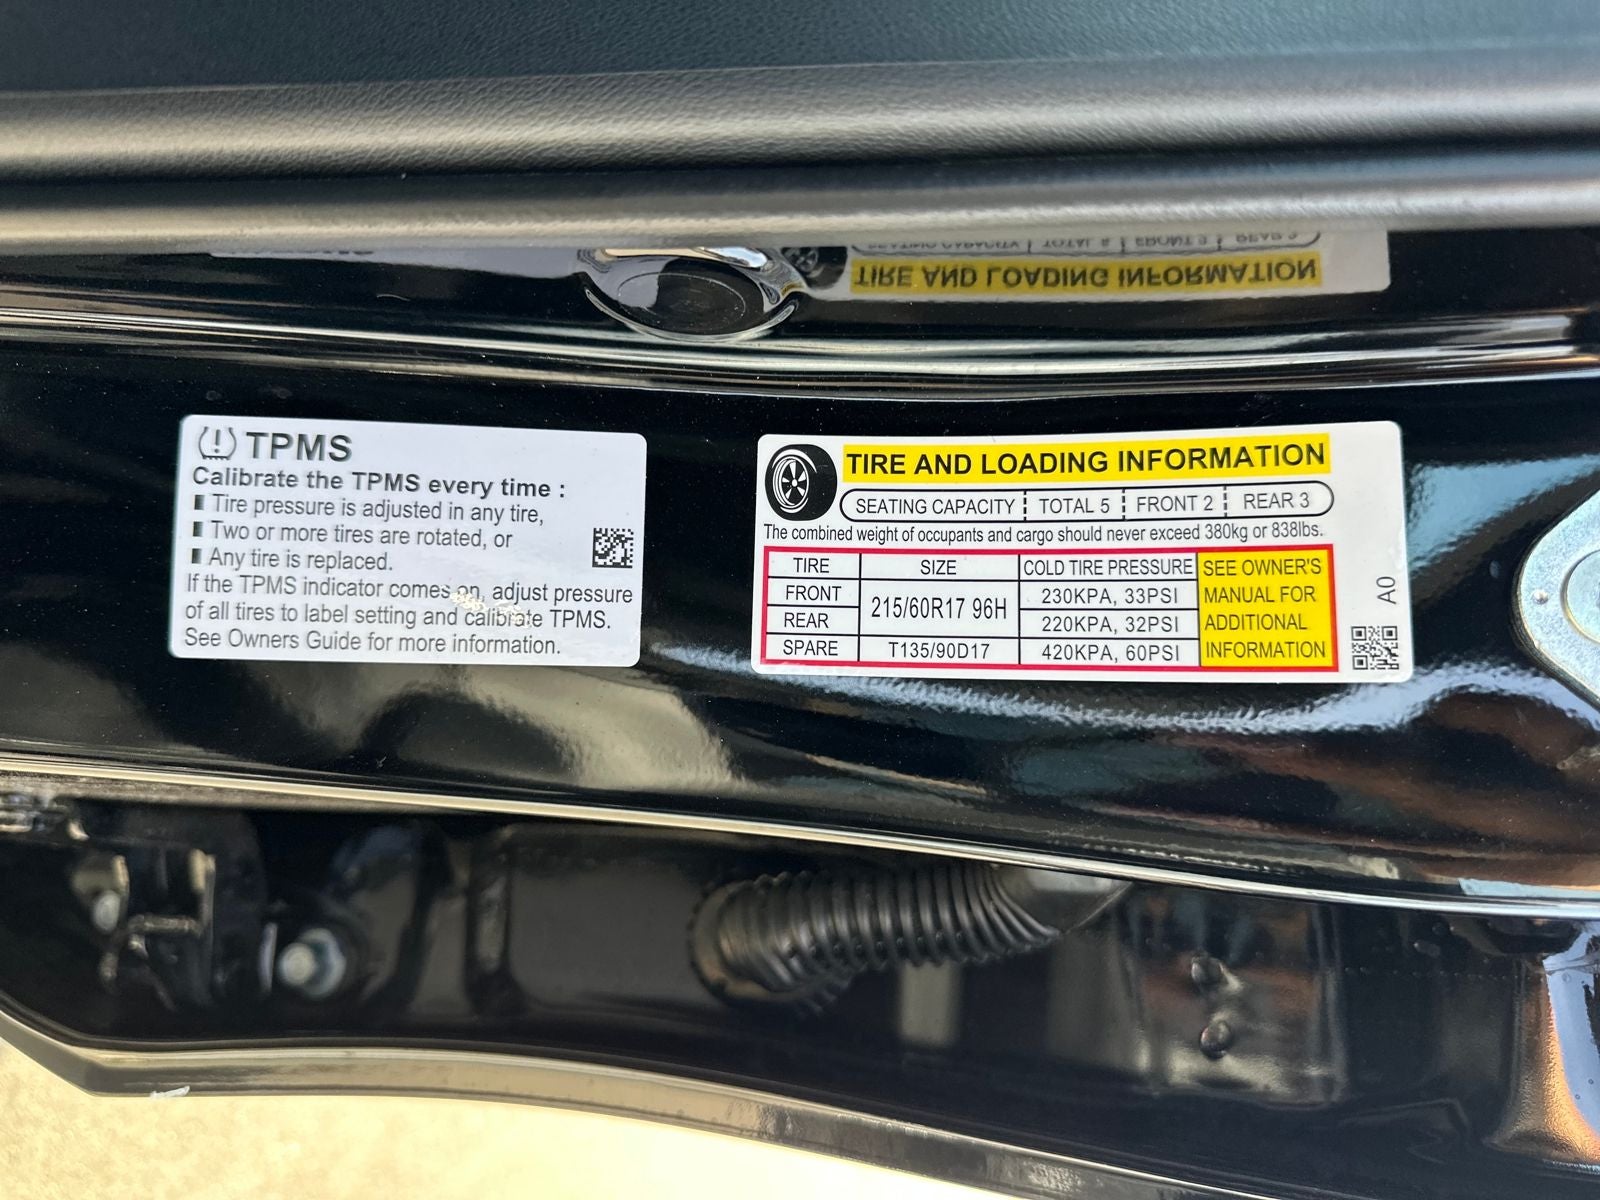 TIRE AND LOADING INFORMATION
TPMS
Calibrate the TPMS every time :
Tire pressure is adjusted in any tire,
Two or more tires are rotated, or
Any tire is replaced.
If the TPMS indicator comes on, adjust pressure
of all tires to label setting and calibrate TPMS.
See Owners Guide for more information.
TIRE AND LOADING INFORMATION
SEATING CAPACITY TOTAL 5 FRONT 2 REAR 3
The combined weight of occupants and cargo should never exceed 380kg or 838lbs.
TIRE SIZE COLD TIRE PRESSURE
FRONT 215/60R17 96H 230KPA, 33PSI
REAR 220KPA, 32PSI
SPARE T135/90D17 420KPA, 60PSI
SEE OWNER'S
MANUAL FOR
ADDITIONAL
INFORMATION
A0